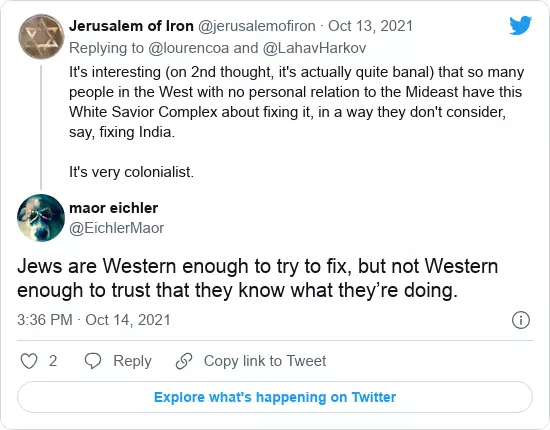 Jerusalem of Iron @jerusalemofiron · Oct 13, 2021
Replying to @lourencoa and @LahavHarkov
It's interesting (on 2nd thought, it's actually quite banal) that so many
people in the West with no personal relation to the Mideast have this
White Savior Complex about fixing it, in a way they don't consider,
say, fixing India.
It's very colonialist.
maor eichler
@EichlerMaor
Jews are Western enough to try to fix, but not Western
enough to trust that they know what they’re doing.
3:36 PM · Oct 14, 2021
2 Reply Copy link to Tweet
Explore what's happening on Twitter